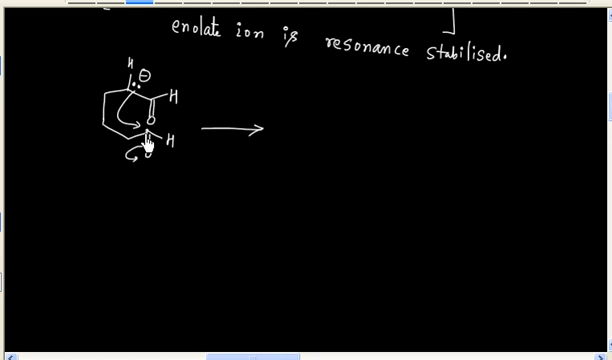 enolate ion is resonance stabilised.
H
⊖
H
O
H
O